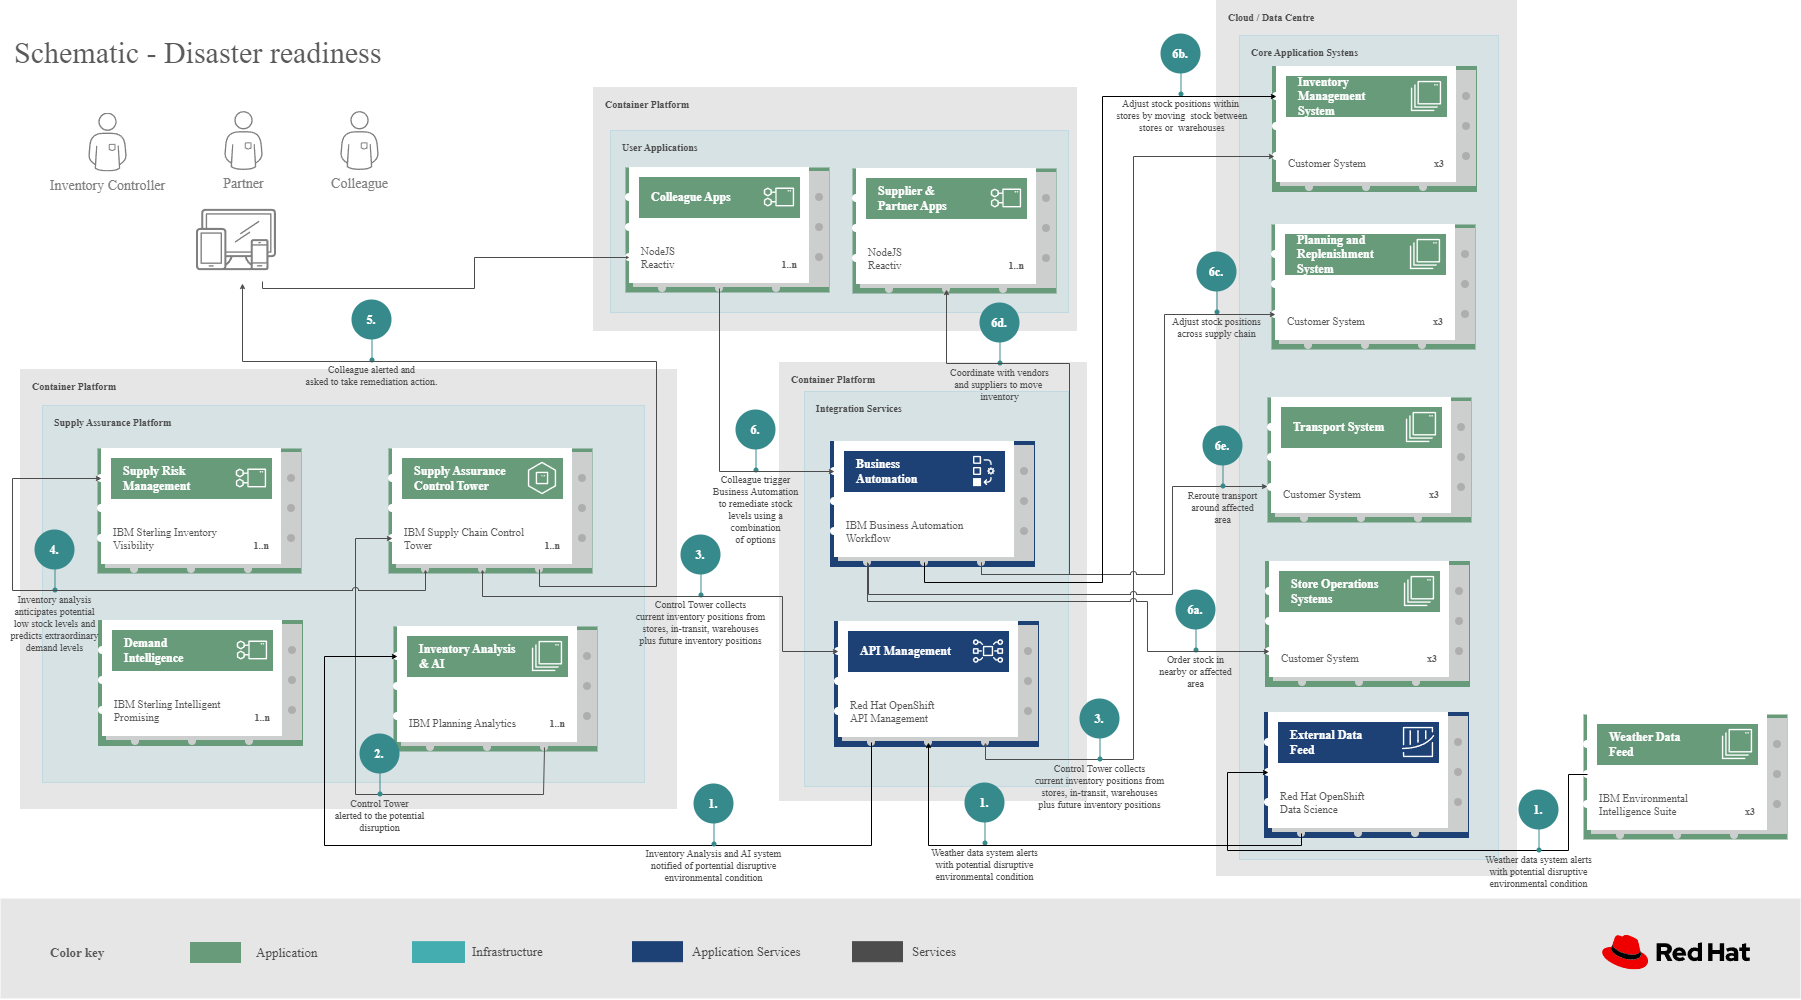 Schematic - Disaster readiness
Inventory Controller
Partner
Colleague
5.
Colleague alerted and
asked to take remediation action.
Container Platform
User Applications
Colleague Apps
NodeJS
Reactiv
1..n
Supplier &
Partner Apps
NodeJS
Reactiv
1..n
6d.
Coordinate with vendors
and suppliers to move
inventory
Container Platform
Supply Assurance Platform
Supply Risk
Management
IBM Sterling Inventory
Visibility
1..n
Supply Assurance
Control Tower
IBM Supply Chain Control
Tower
1..n
4.
Inventory analysis
anticipates potential
low stock levels and
predicts extraordinary
demand levels
Demand
Intelligence
IBM Sterling Intelligent
Promising
1..n
Inventory Analysis
& AI
IBM Planning Analytics
1..n
2.
Control Tower
alerted to the potential
disruption
3.
Control Tower collects
current inventory positions from
stores, in-transit, warehouses
plus future inventory positions
6.
Colleague trigger
Business Automation
to remediate stock
levels using a
combination
of options
Container Platform
Integration Services
Business
Automation
IBM Business Automation
Workflow
API Management
Red Hat OpenShift
API Management
3.
Control Tower collects
current inventory positions from
stores, in-transit, warehouses
plus future inventory positions
1.
Inventory Analysis and AI system
notified of potential disruptive
environmental condition
1.
Weather data system alerts
with potential disruptive
environmental condition
Cloud / Data Centre
Core Application Systens
6b.
Adjust stock positions within
stores by moving stock between
stores or warehouses
Inventory
Management
System
Customer System
x3
6c.
Adjust stock positions
across supply chain
Planning and
Replenishment
System
Customer System
x3
6e.
Reroute transport
around affected
area
Transport System
Customer System
x3
6a.
Order stock in
nearby or affected
area
Store Operations
Systems
Customer System
x3
External Data
Feed
Red Hat OpenShift
Data Science
Weather Data
Feed
IBM Environmental
Intelligence Suite
x3
1.
Weather data system alerts
with potential disruptive
environmental condition
Color key
Application
Infrastructure
Application Services
Services
Red Hat